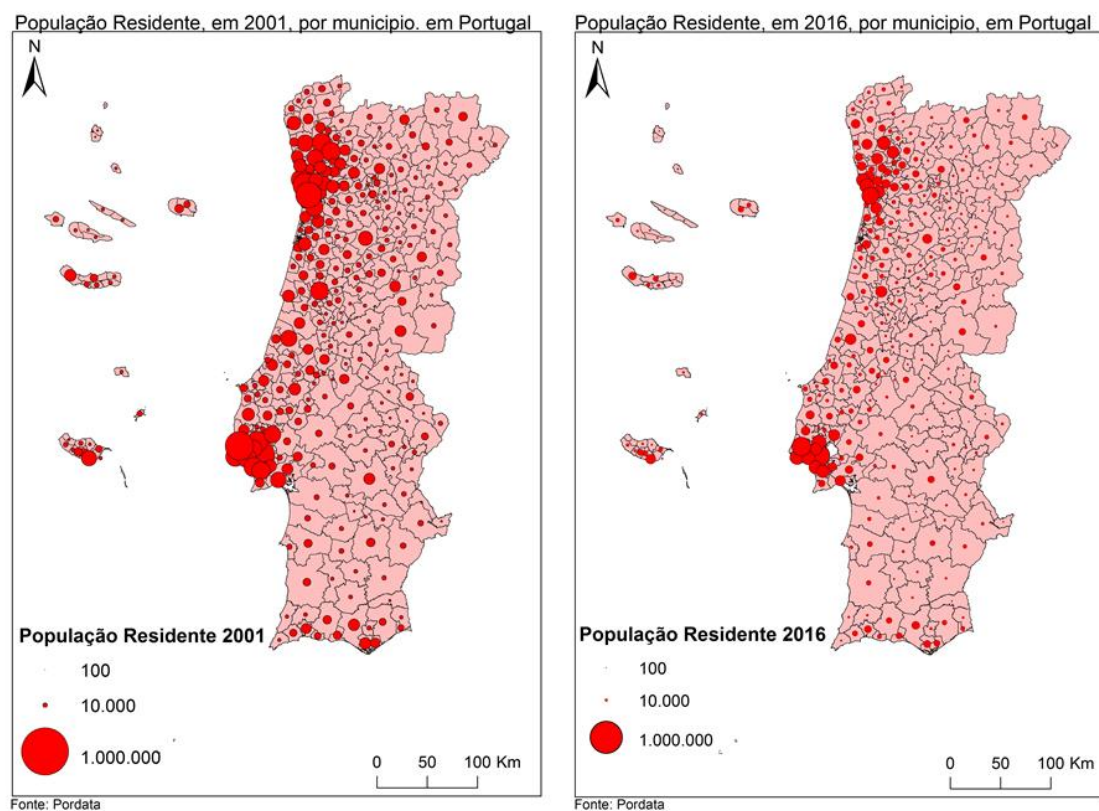 População Residente, em 2001, por municipio. em Portugal
N
População Residente 2001
100
10.000
1.000.000
0 50 100 Km
Fonte: Pordata
População Residente, em 2016, por municipio, em Portugal
N
População Residente 2016
100
10.000
1.000.000
0 50 100 Km
Fonte: Pordata